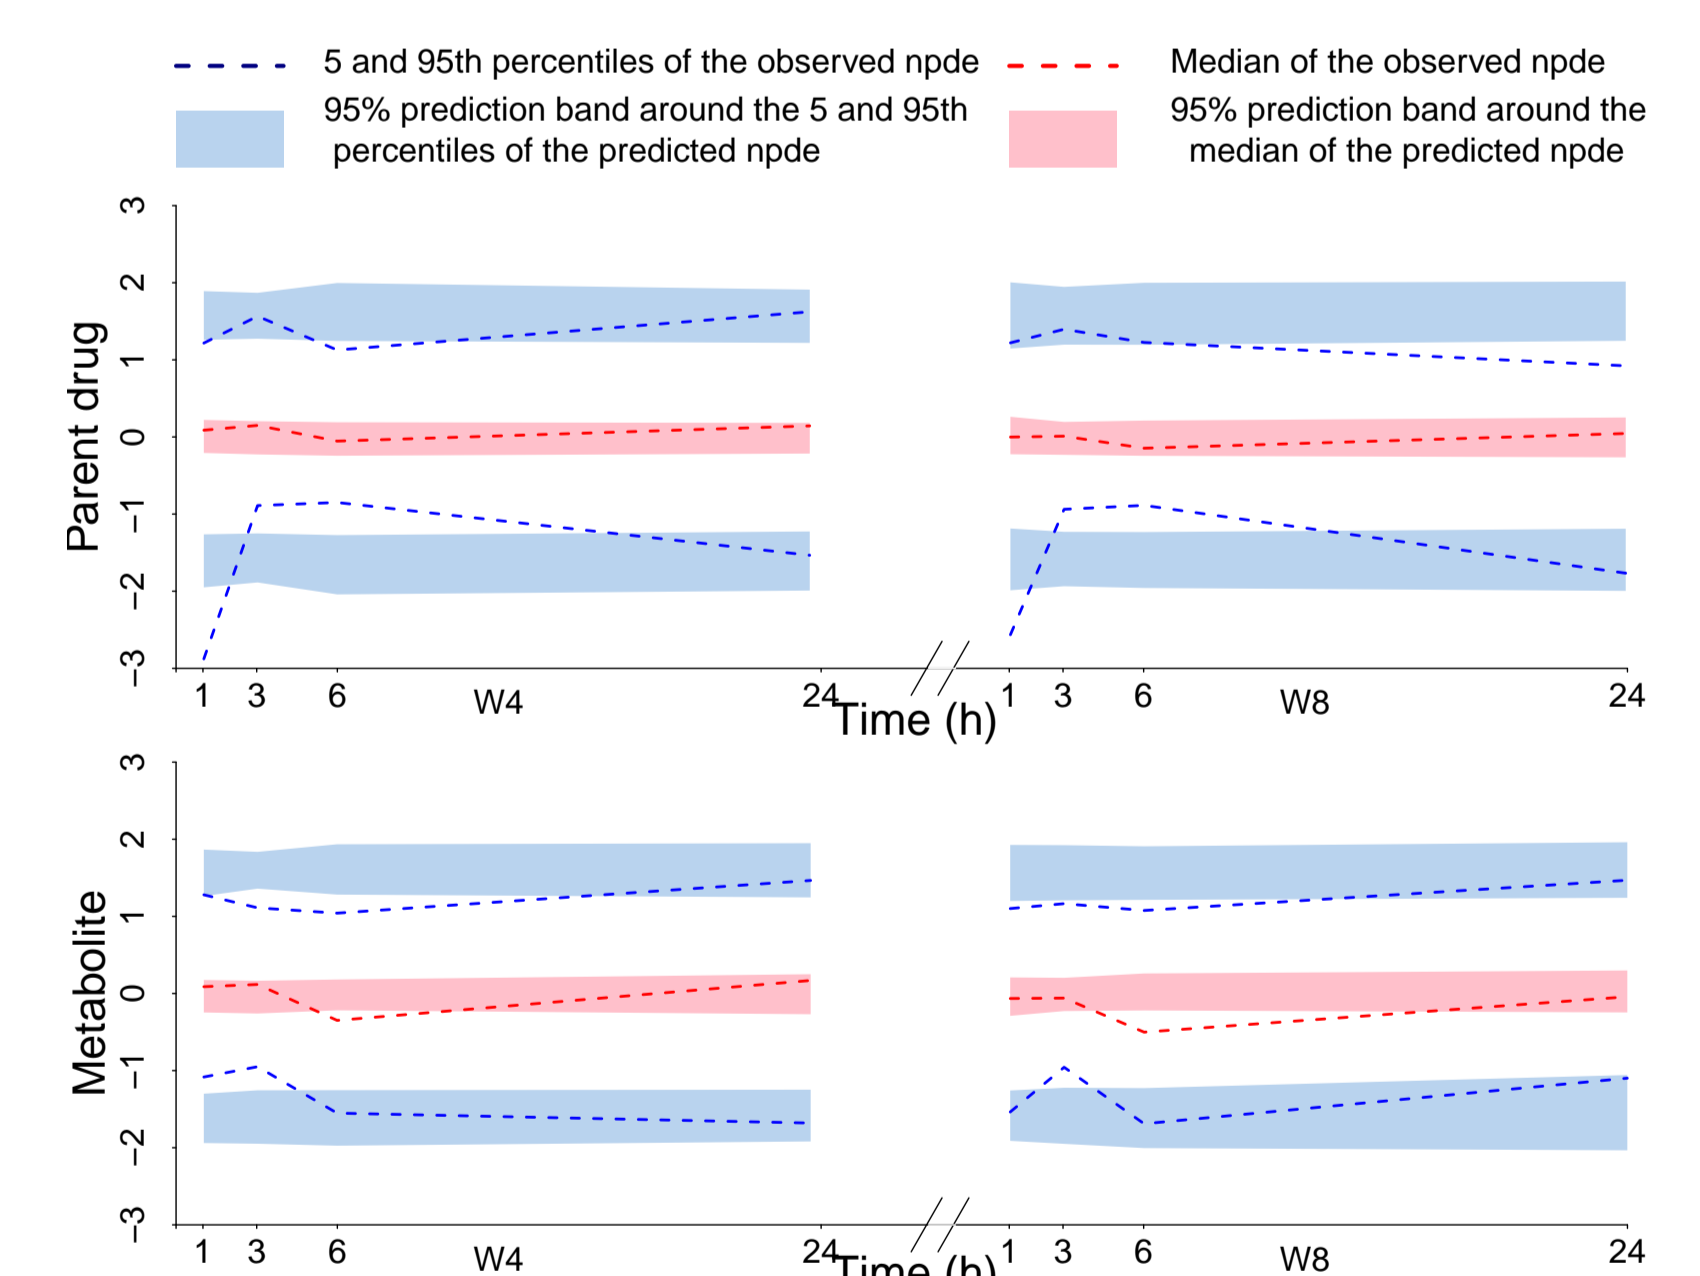 5 and 95th percentiles of the observed npde
Median of the observed npde
95% prediction band around the 5 and 95th
percentiles of the predicted npde
95% prediction band around the
median of the predicted npde
Parent drug
3
2
1
0
−1
−2
−3
1 3 6 W4 24 1 3 6 W8 24
Time (h)
Metabolite
3
2
1
0
−1
−2
−3
1 3 6 W4 24 1 3 6 W8 24
Time (h)